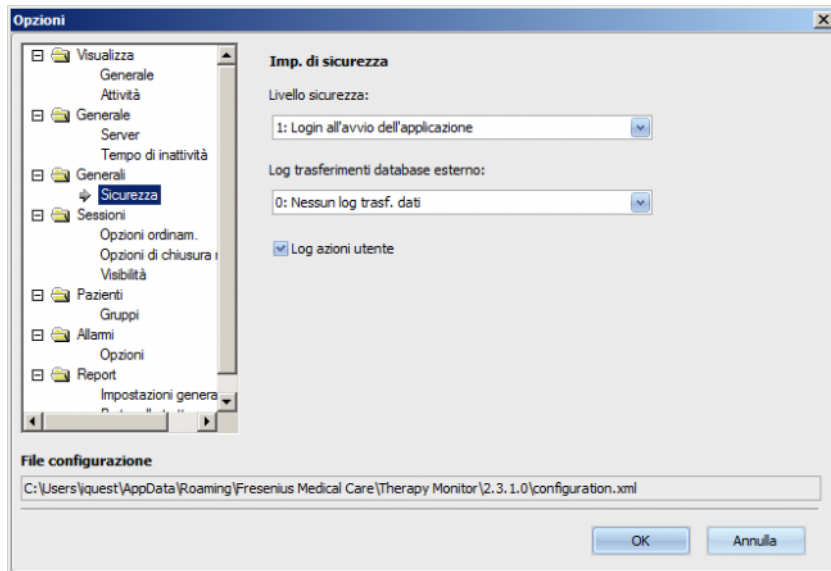 Opzioni
Visualizza
Generale
Attività
Generale
Server
Tempo di inattività
Generali
Sicurezza
Sessioni
Opzioni ordinam.
Opzioni di chiusura
Visibilità
Pazienti
Gruppi
Allarmi
Opzioni
Report
Impostazioni genera
Imp. di sicurezza
Livello sicurezza:
1: Login all'avvio dell'applicazione
Log trasferimenti database esterno:
0: Nessun log trasf. dati
Log azioni utente
File configurazione
C:\Users\iquest\AppData\Roaming\Fresenius Medical Care\Therapy Monitor\2.3.1.0\configuration.xml
OK
Annulla